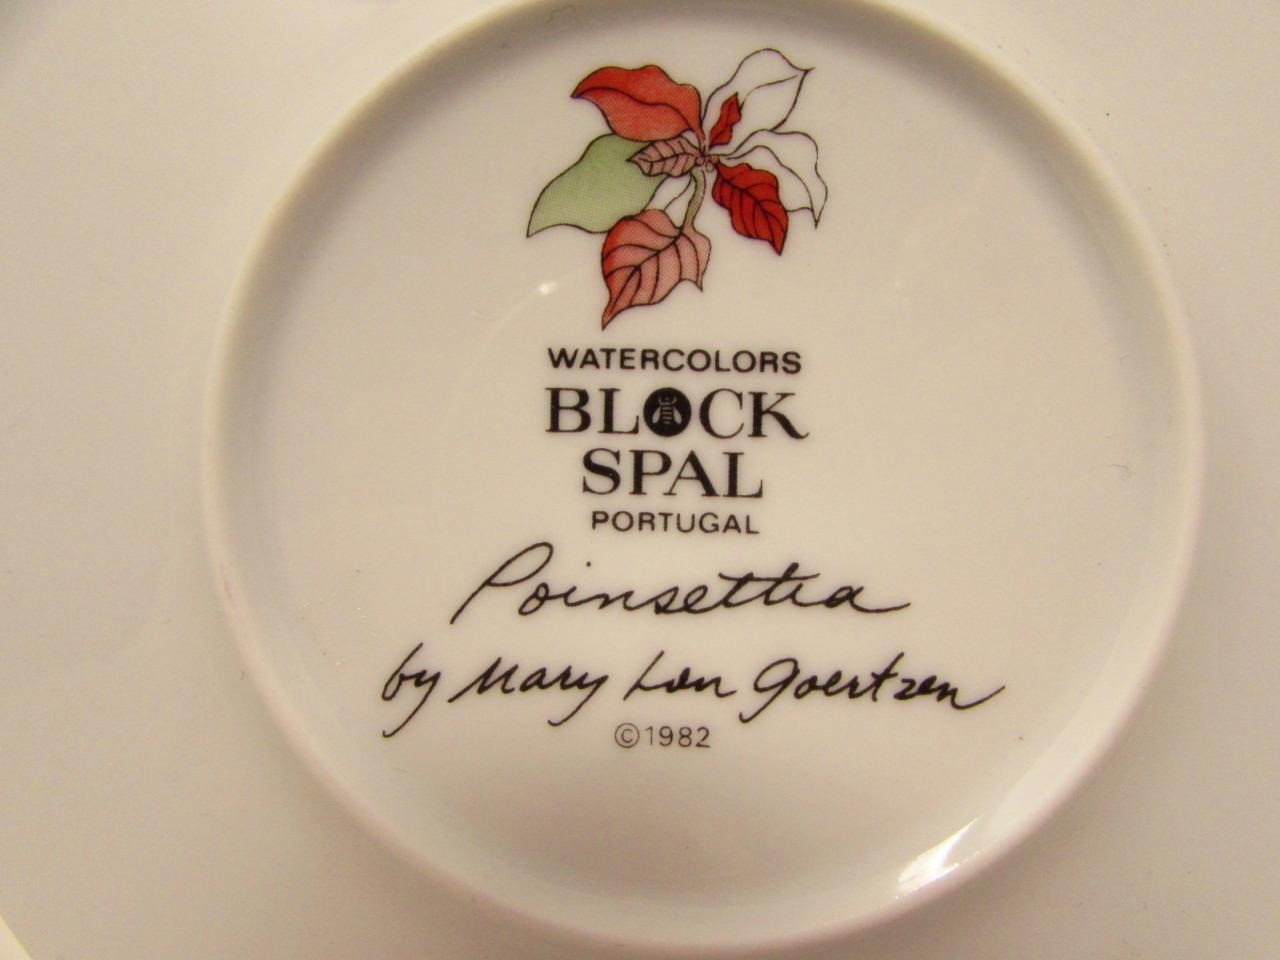 WATERCOLORS
BLOCK
SPAL
PORTUGAL
Poinsettia
by Mary Lou Goertzen
©1982